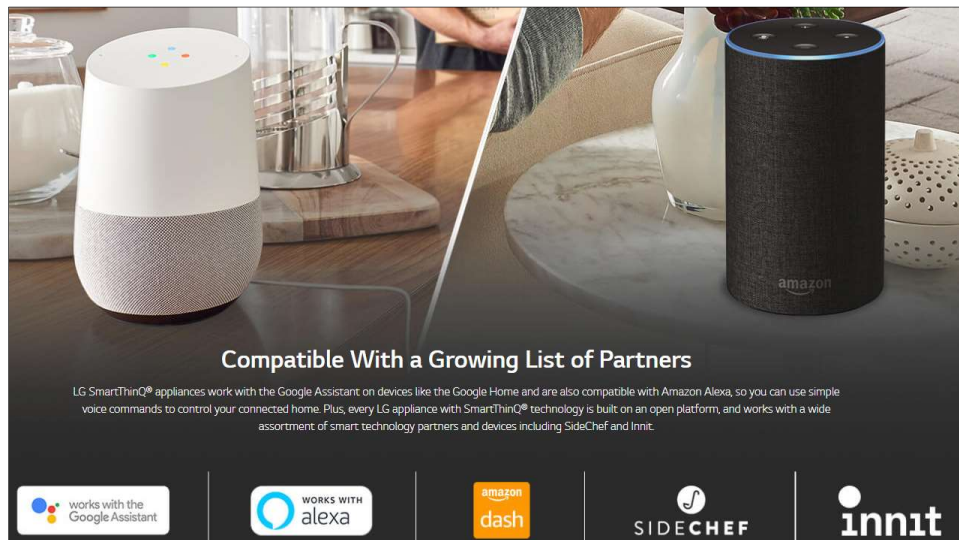 amazon
Compatible With a Growing List of Partners
LG SmartThinQ® appliances work with the Google Assistant on devices like the Google Home and are also compatible with Amazon Alexa, so you can use simple
voice commands to control your connected home. Plus, every LG appliance with SmartThinQ® technology is built on an open platform, and works with a wide
assortment of smart technology partners and devices including SideChef and Innit.
works with the
Google Assistant
WORKS WITH
alexa
amazon
dash
SIDECHEF
innit